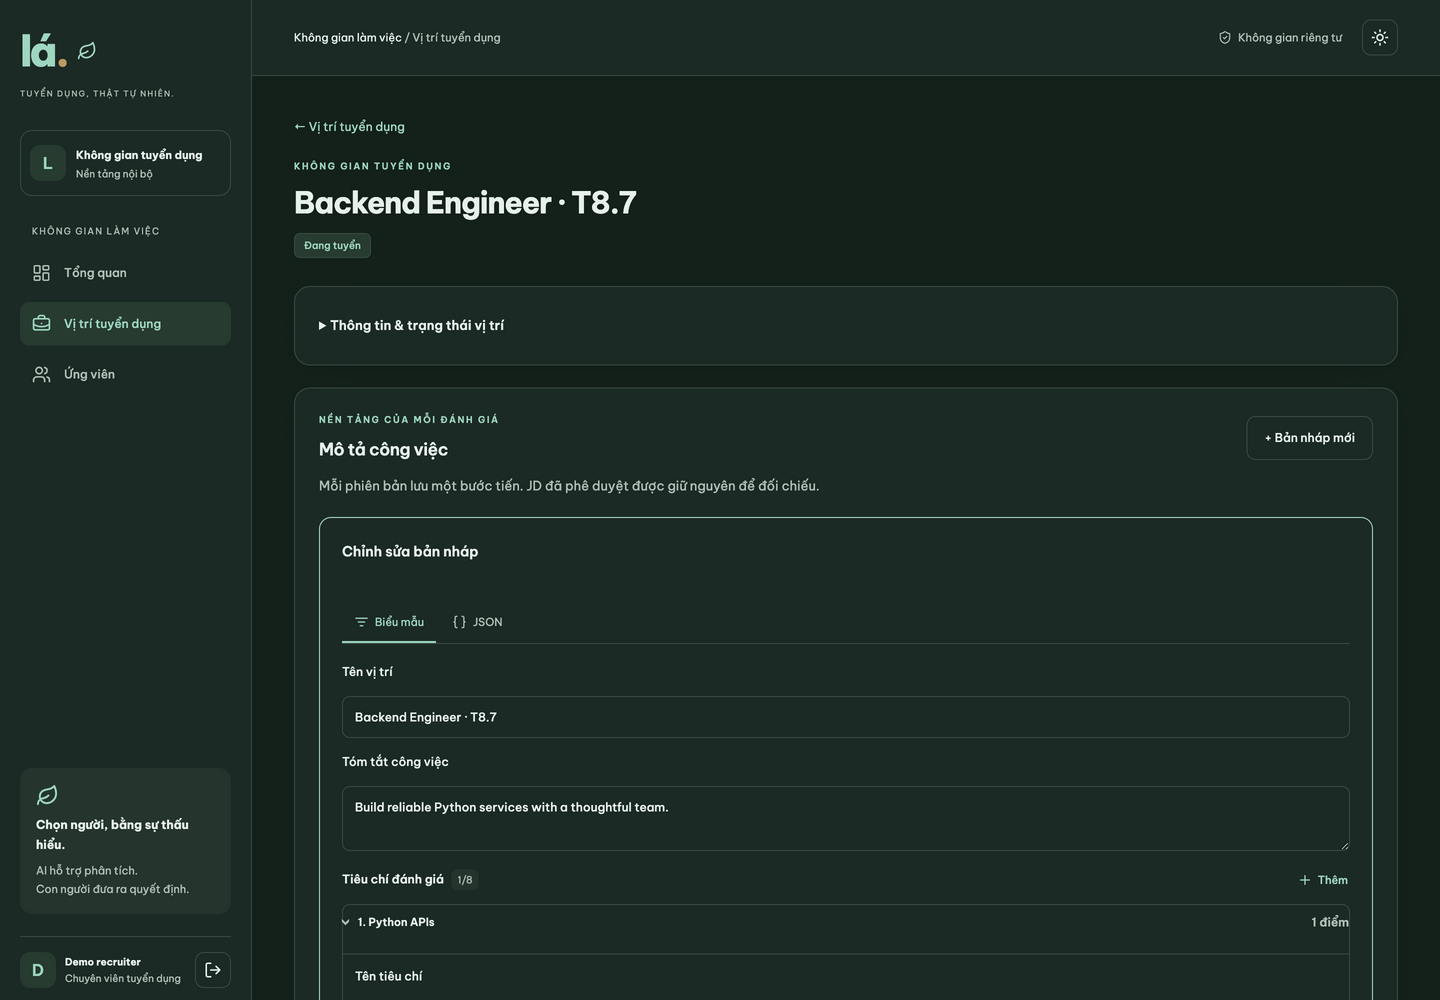 lá.
TUYỂN DỤNG, THẬT TỰ NHIÊN.
L
Không gian tuyển dụng
Nền tảng nội bộ
KHÔNG GIAN LÀM VIỆC
Tổng quan
Vị trí tuyển dụng
Ứng viên
Chọn người, bằng sự thấu
hiểu.
AI hỗ trợ phân tích.
Con người đưa ra quyết định.
D
Demo recruiter
Chuyên viên tuyển dụng
Không gian làm việc / Vị trí tuyển dụng
Không gian riêng tư
← Vị trí tuyển dụng
KHÔNG GIAN TUYỂN DỤNG
Backend Engineer · T8.7
Đang tuyển
Thông tin & trạng thái vị trí
NỀN TẢNG CỦA MỖI ĐÁNH GIÁ
Mô tả công việc
+ Bản nháp mới
Mỗi phiên bản lưu một bước tiến. JD đã phê duyệt được giữ nguyên để đối chiếu.
Chỉnh sửa bản nháp
Biểu mẫu
{ } JSON
Tên vị trí
Backend Engineer · T8.7
Tóm tắt công việc
Build reliable Python services with a thoughtful team.
Tiêu chí đánh giá 1/8
+ Thêm
1. Python APIs
1 điểm
Tên tiêu chí